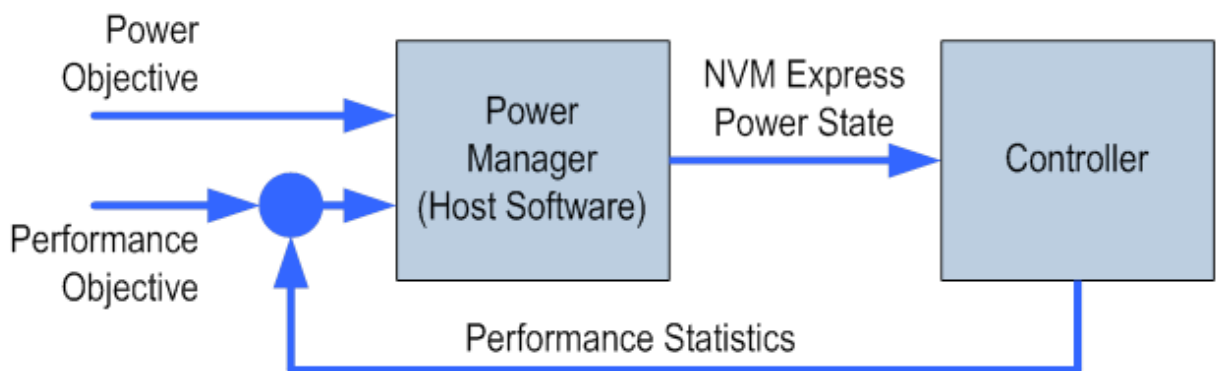 Power
Objective
Performance
Objective
Power
Manager
(Host Software)
NVM Express
Power State
Controller
Performance Statistics